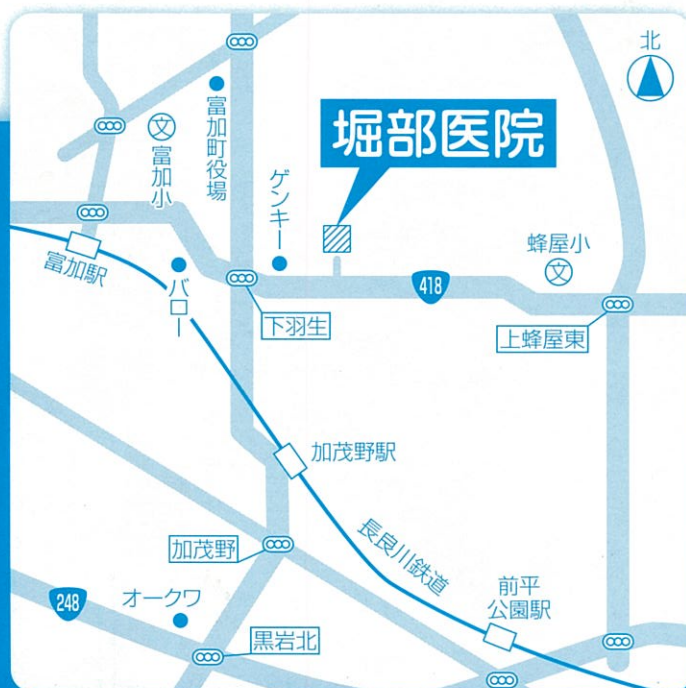 北
堀部医院
富加町役場
文
富加小
ゲンキー
蜂屋小
文
富加駅
バロー
418
下羽生
上蜂屋東
加茂野駅
加茂野
長良川鉄道
前平
公園駅
248
オークワ
黒岩北